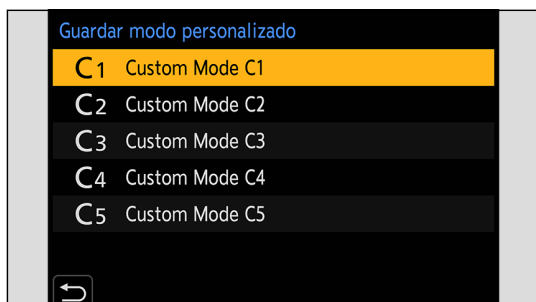 Guardar modo personalizado
C1 Custom Mode C1
C2 Custom Mode C2
C3 Custom Mode C3
C4 Custom Mode C4
C5 Custom Mode C5